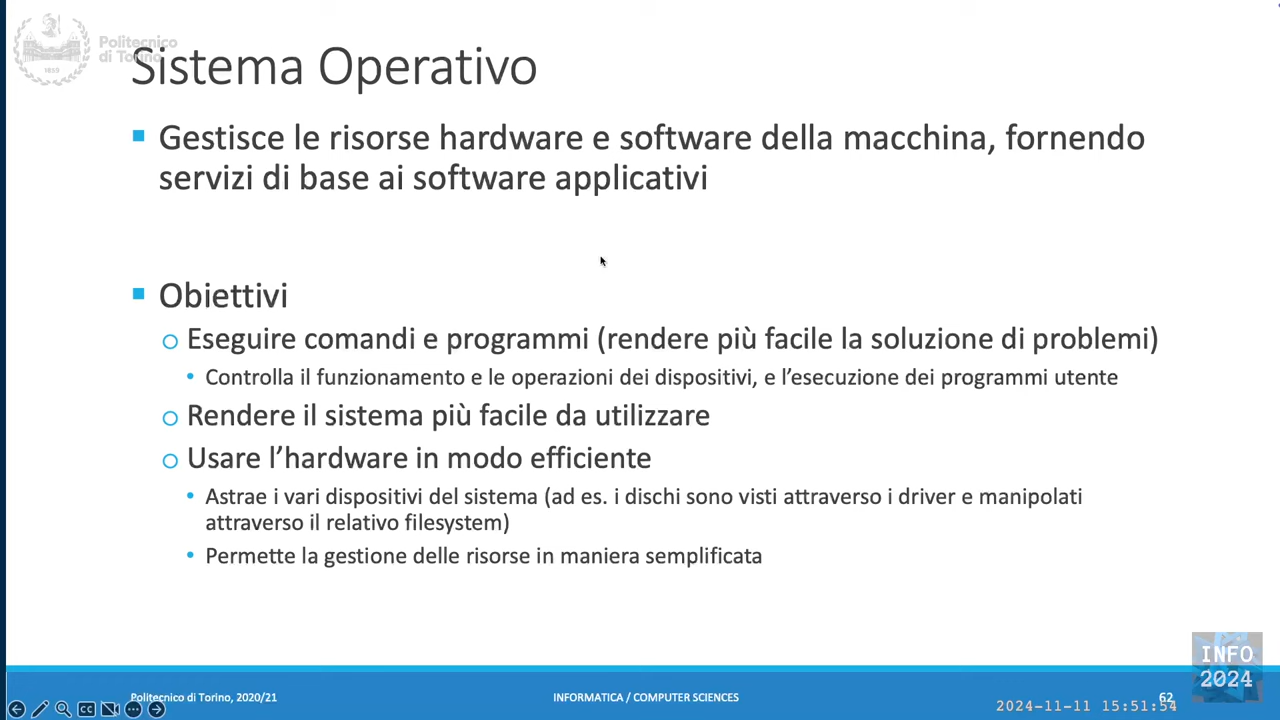 Politecnico
di Torino
1859
Sistema Operativo
Gestisce le risorse hardware e software della macchina, fornendo
servizi di base ai software applicativi
Obiettivi
Eseguire comandi e programmi (rendere più facile la soluzione di problemi)
Controlla il funzionamento e le operazioni dei dispositivi, e l’esecuzione dei programmi utente
Rendere il sistema più facile da utilizzare
Usare l’hardware in modo efficiente
Astrae i vari dispositivi del sistema (ad es. i dischi sono visti attraverso i driver e manipolati
attraverso il relativo filesystem)
Permette la gestione delle risorse in maniera semplificata
INFO
2024
Politecnico di Torino, 2020/21
INFORMATICA / COMPUTER SCIENCES
62
2024-11-11 15:51:54
CC